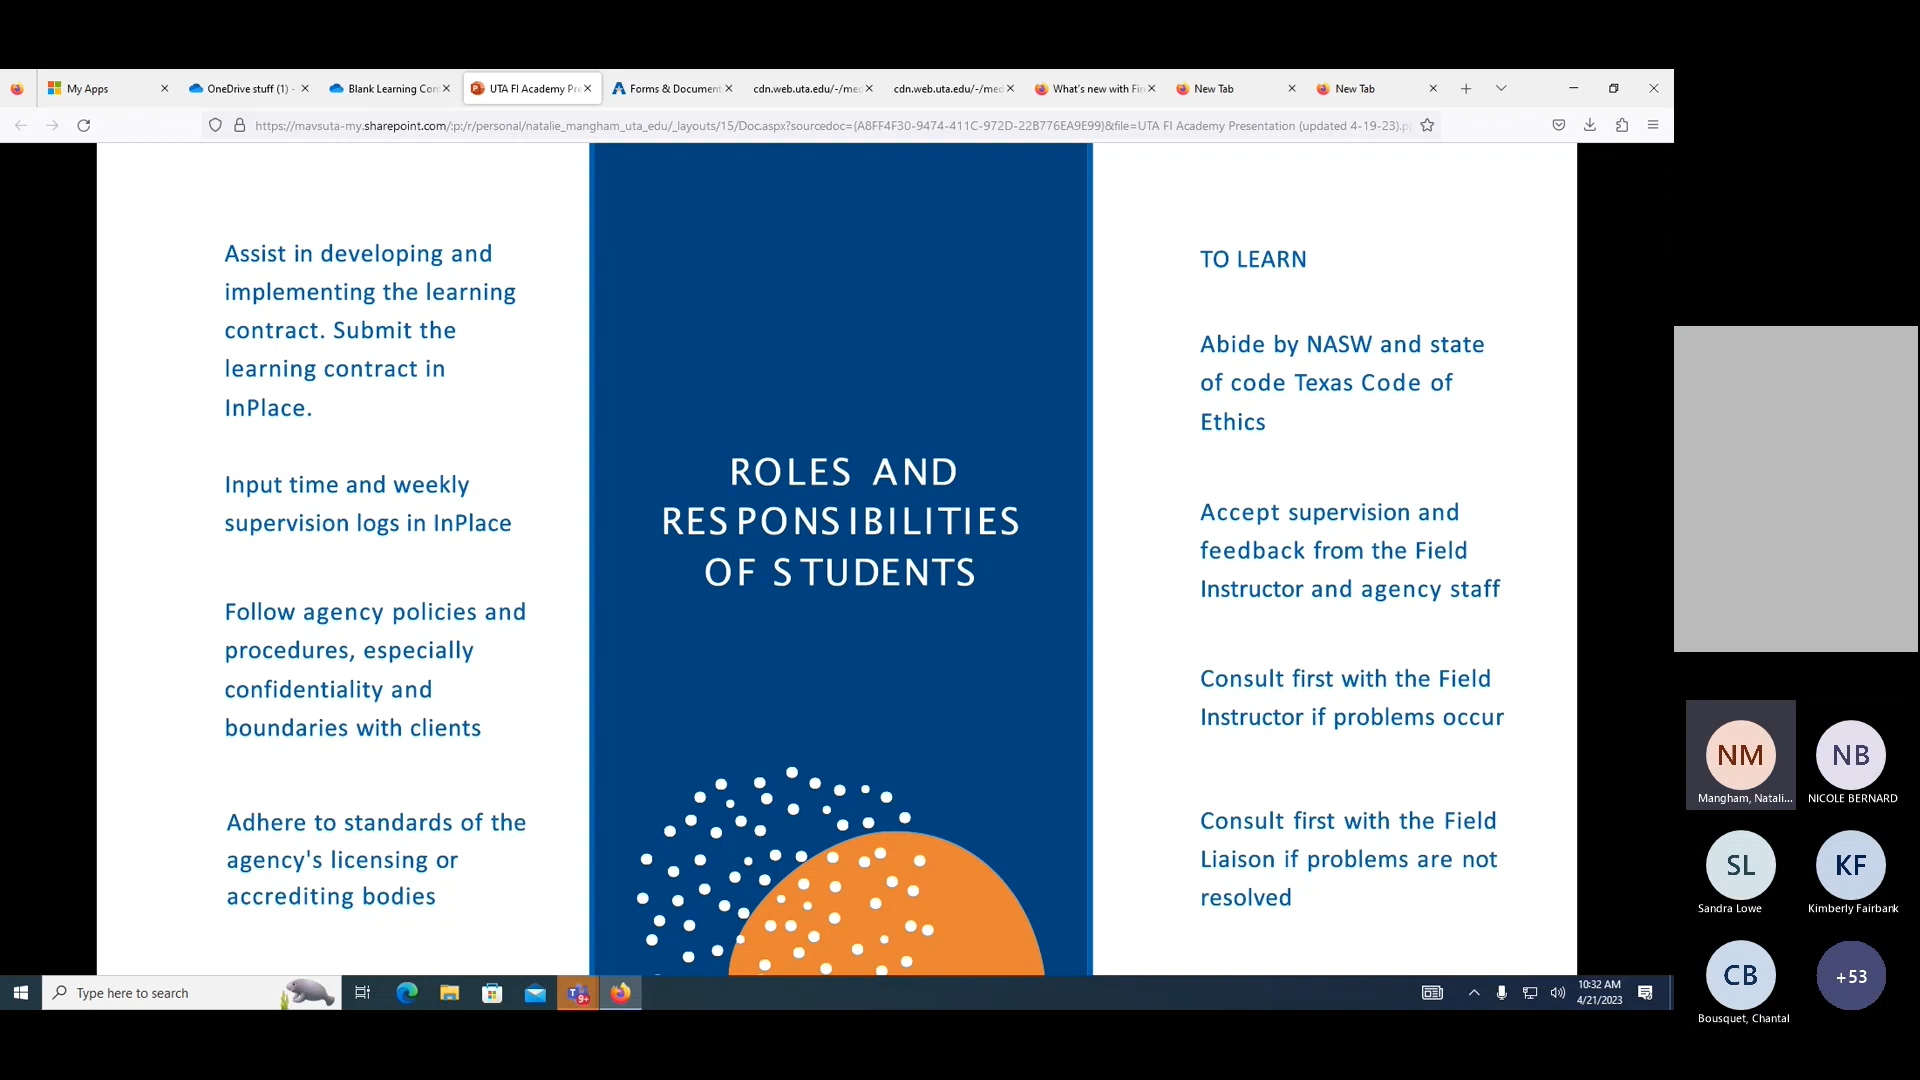 My Apps
OneDrive stuff (1) -
Blank Learning Con
UTA FI Academy Pre
Forms & Document
cdn.web.uta.edu/-/med
cdn.web.uta.edu/-/med
What's new with Fir
New Tab
New Tab
https://mavsuta-my.sharepoint.com/:p:/r/personal/natalie_mangham_uta_edu/_layouts/15/Doc.aspx?sourcedoc={A8FF4F30-9474-411C-972D-22B776EA9E99}&file=UTA FI Academy Presentation (updated 4-19-23).p
Assist in developing and
implementing the learning
contract. Submit the
learning contract in
InPlace.
Input time and weekly
supervision logs in InPlace
Follow agency policies and
procedures, especially
confidentiality and
boundaries with clients
Adhere to standards of the
agency's licensing or
accrediting bodies
ROLES AND
RESPONSIBILITIES
OF STUDENTS
TO LEARN
Abide by NASW and state
of code Texas Code of
Ethics
Accept supervision and
feedback from the Field
Instructor and agency staff
Consult first with the Field
Instructor if problems occur
Consult first with the Field
Liaison if problems are not
resolved
NM
Mangham, Natali...
NB
NICOLE BERNARD
SL
Sandra Lowe
KF
Kimberly Fairbank
CB
Bousquet, Chantal
+53
Type here to search
9+
10:32 AM
4/21/2023